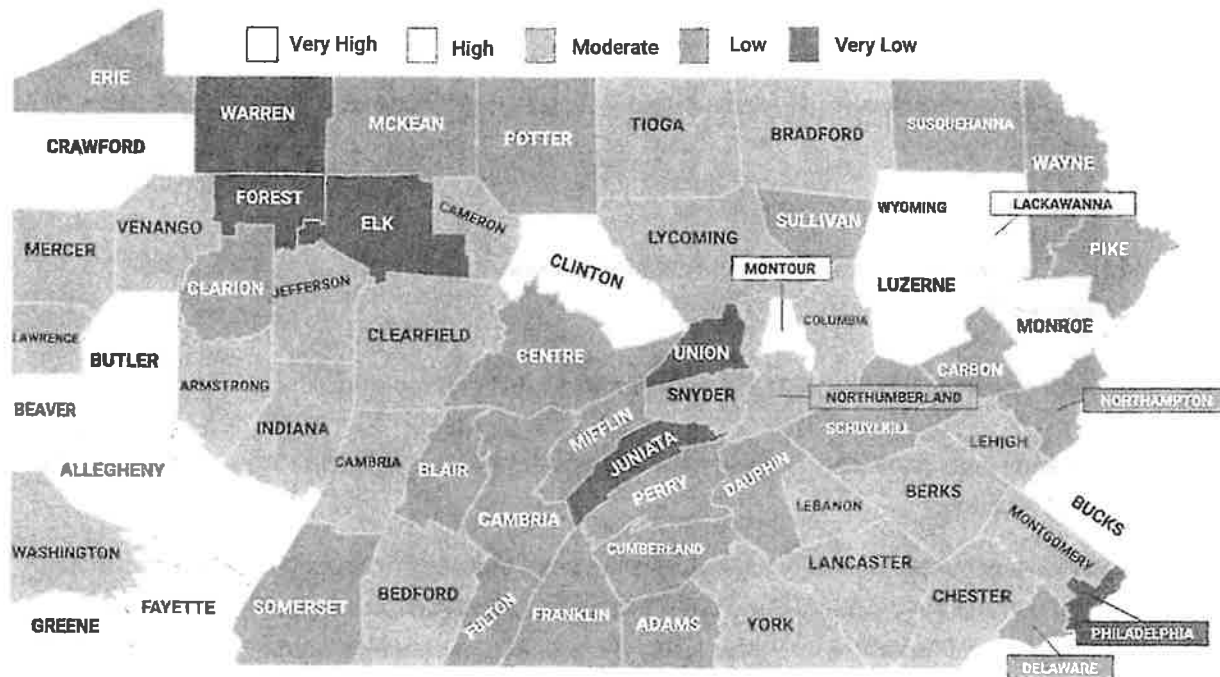 Very High High Moderate Low Very Low
ERIE
WARREN
MCKEAN
POTTER
TIOGA
BRADFORD
SUSQUEHANNA
WAYNE
CRAWFORD
FOREST
ELK
CAMERON
VENANGO
MERCER
CLARION
JEFFERSON
CLINTON
LYCOMING
SULLIVAN
WYOMING
LACKAWANNA
PIKE
MONTOUR
LUZERNE
MONROE
LAWRENCE
BUTLER
CLEARFIELD
CENTRE
UNION
COLUMBIA
CARBON
ARMSTRONG
SNYDER
NORTHUMBERLAND
NORTHAMPTON
BEAVER
INDIANA
MIFFLIN
SCHUYLKILL
LEHIGH
ALLEGHENY
CAMBRIA
BLAIR
JUNIATA
PERRY
DAUPHIN
LEBANON
BERKS
BUCKS
CAMBRIA
MONTGOMERY
WASHINGTON
CUMBERLAND
LANCASTER
FAYETTE
GREENE
SOMERSET
BEDFORD
FULTON
FRANKLIN
ADAMS
YORK
CHESTER
PHILADELPHIA
DELAWARE